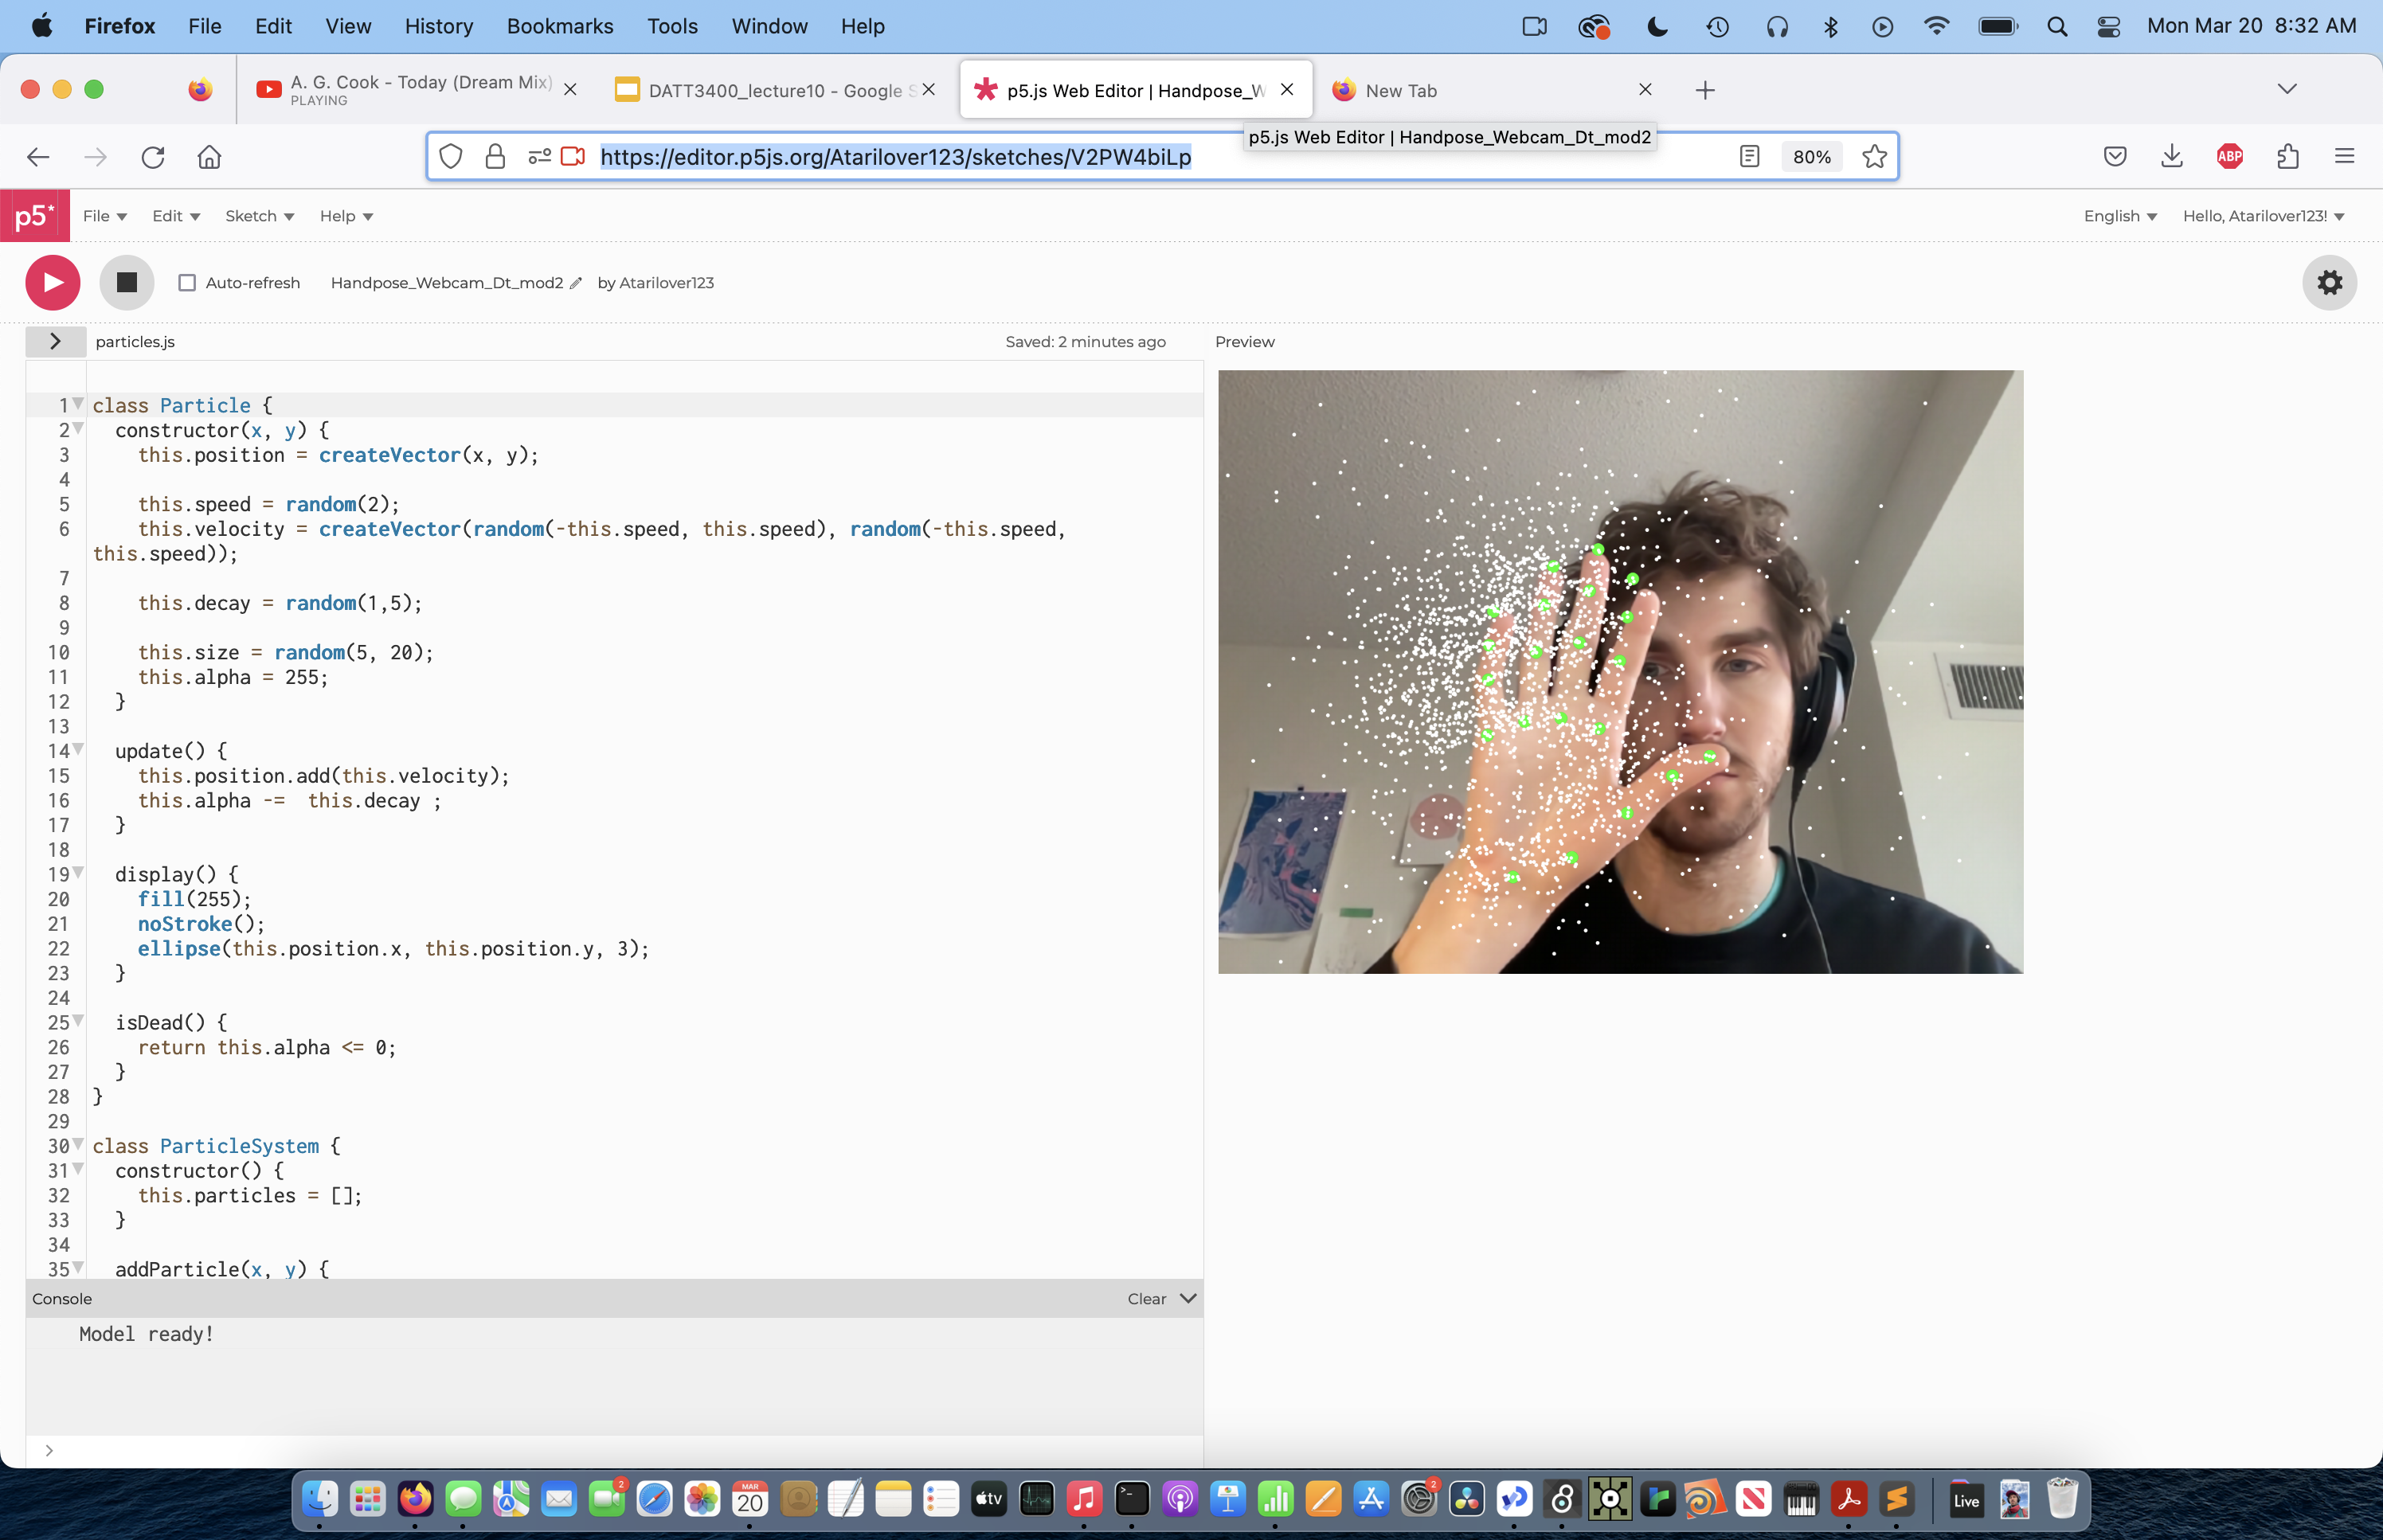 Firefox File Edit View History Bookmarks Tools Window Help Mon Mar 20 8:32 AM
A. G. Cook - Today (Dream Mix)
PLAYING
DATT3400_lecture10 - Google S
p5.js Web Editor | Handpose_W
New Tab
p5.js Web Editor | Handpose_Webcam_Dt_mod2
https://editor.p5js.org/Atarilover123/sketches/V2PW4biLp
80%
ABP
p5* File Edit Sketch Help English Hello, Atarilover123!
Auto-refresh Handpose_Webcam_Dt_mod2 by Atarilover123
particles.js Saved: 2 minutes ago Preview
1 class Particle {
2 constructor(x, y) {
3 this.position = createVector(x, y);
4
5 this.speed = random(2);
6 this.velocity = createVector(random(-this.speed, this.speed), random(-this.speed,
this.speed));
7
8 this.decay = random(1,5);
9
10 this.size = random(5, 20);
11 this.alpha = 255;
12 }
13
14 update() {
15 this.position.add(this.velocity);
16 this.alpha -= this.decay ;
17 }
18
19 display() {
20 fill(255);
21 noStroke();
22 ellipse(this.position.x, this.position.y, 3);
23 }
24
25 isDead() {
26 return this.alpha <= 0;
27 }
28 }
29
30 class ParticleSystem {
31 constructor() {
32 this.particles = [];
33 }
34
35 addParticle(x, y) {
Console Clear
Model ready!
>
2
MAR
20
tv
2
Live